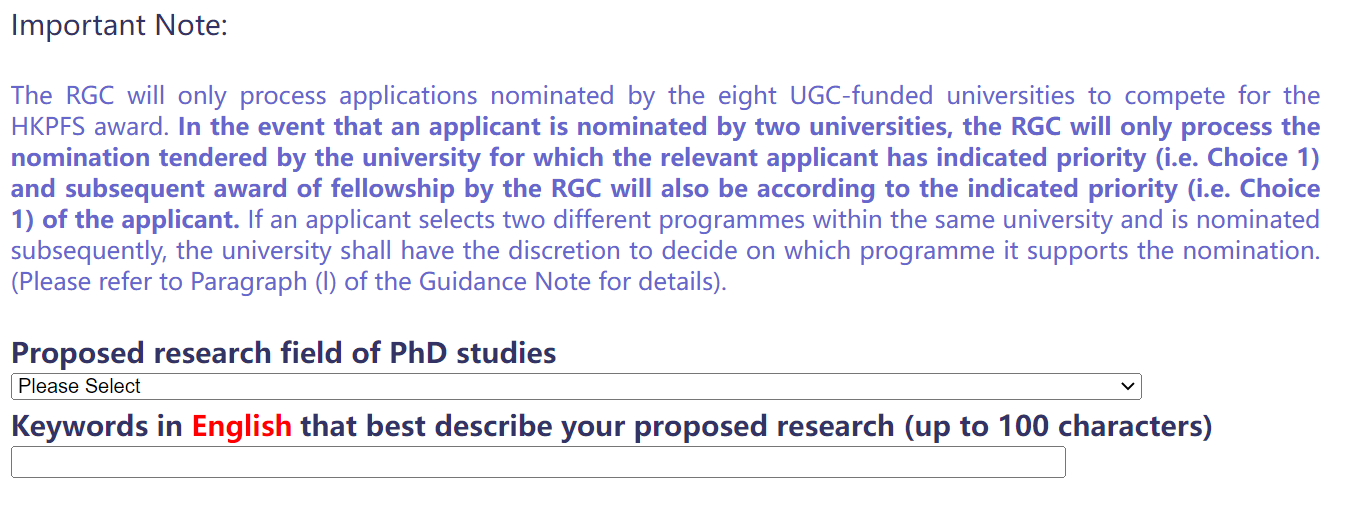 Important Note:
The RGC will only process applications nominated by the eight UGC-funded universities to compete for the
HKPFS award. In the event that an applicant is nominated by two universities, the RGC will only process the
nomination tendered by the university for which the relevant applicant has indicated priority (i.e. Choice 1)
and subsequent award of fellowship by the RGC will also be according to the indicated priority (i.e. Choice
1) of the applicant. If an applicant selects two different programmes within the same university and is nominated
subsequently, the university shall have the discretion to decide on which programme it supports the nomination.
(Please refer to Paragraph (l) of the Guidance Note for details).
Proposed research field of PhD studies
Please Select
Keywords in English that best describe your proposed research (up to 100 characters)